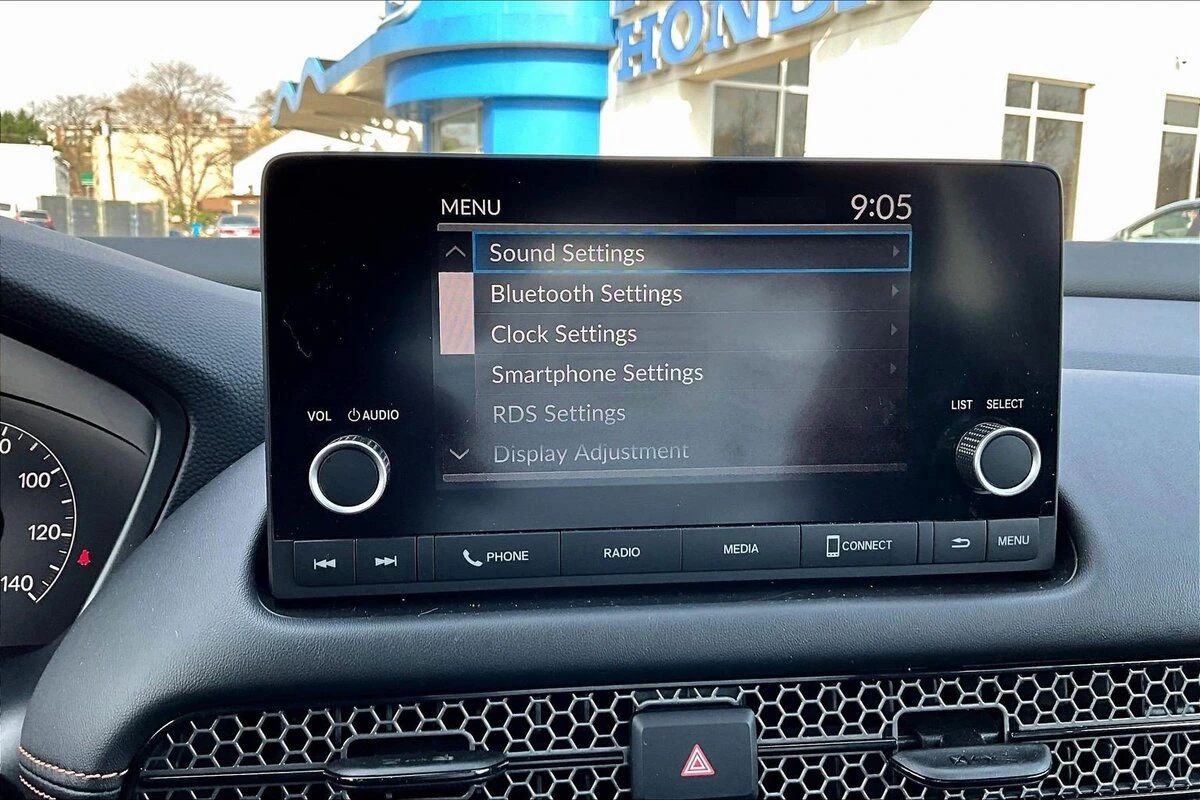 HOND
MENU 9:05
Sound Settings
Bluetooth Settings
Clock Settings
Smartphone Settings
RDS Settings
Display Adjustment
VOL AUDIO
LIST SELECT
PHONE RADIO MEDIA CONNECT MENU
100
120
140